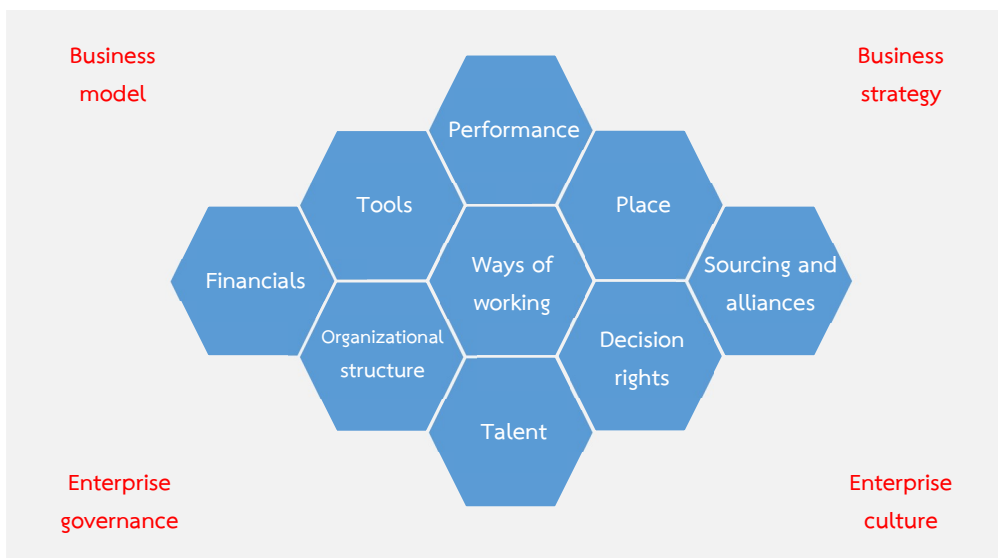 Business
model
Business
strategy
Performance
Tools
Place
Financials
Ways of
working
Sourcing and
alliances
Organizational
structure
Decision
rights
Talent
Enterprise
governance
Enterprise
culture